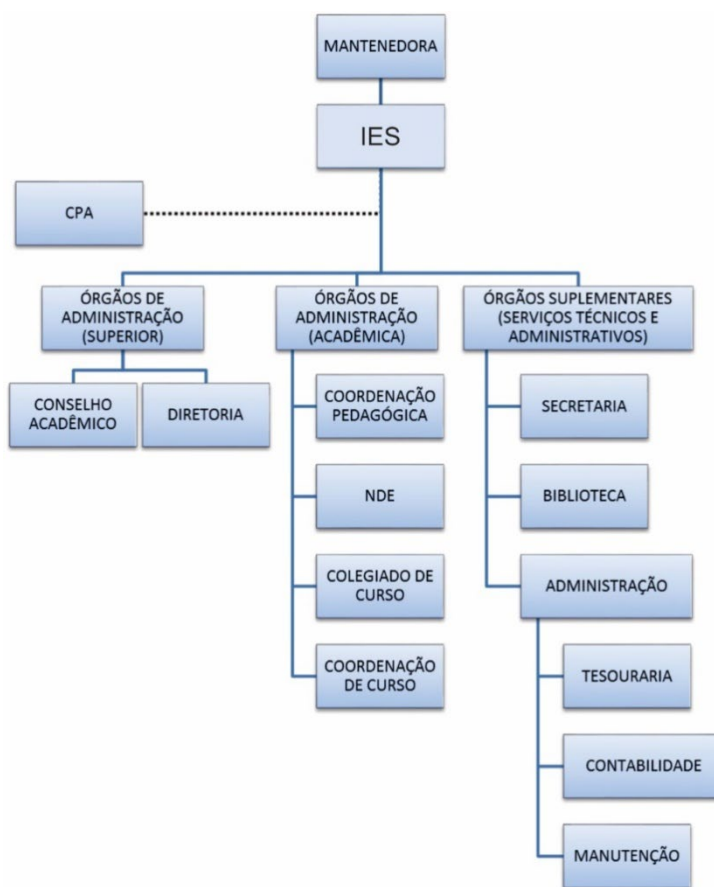 MANTENEDORA
IES
CPA
ÓRGÃOS DE
ADMINISTRAÇÃO
(SUPERIOR)
CONSELHO
ACADÊMICO
DIRETORIA
ÓRGÃOS DE
ADMINISTRAÇÃO
(ACADÊMICA)
COORDENAÇÃO
PEDAGÓGICA
NDE
COLEGIADO DE
CURSO
COORDENAÇÃO
DE CURSO
ÓRGÃOS SUPLEMENTARES
(SERVIÇOS TÉCNICOS E
ADMINISTRATIVOS)
SECRETARIA
BIBLIOTECA
ADMINISTRAÇÃO
TESOURARIA
CONTABILIDADE
MANUTENÇÃO